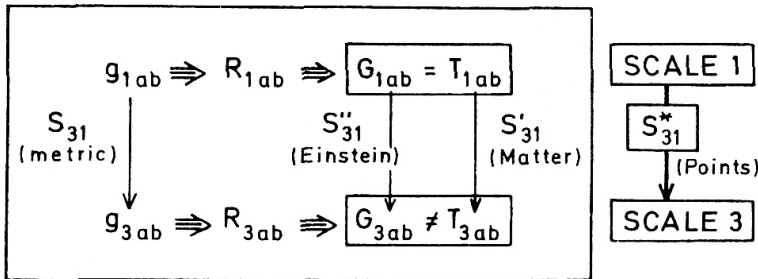 g1ab ⇛ R1ab ⇛ G1ab = T1ab SCALE 1
S31 S''31 S'31 S*31
(metric) (Einstein) (Matter) (Points)
g3ab ⇛ R3ab ⇛ G3ab ≠ T3ab SCALE 3